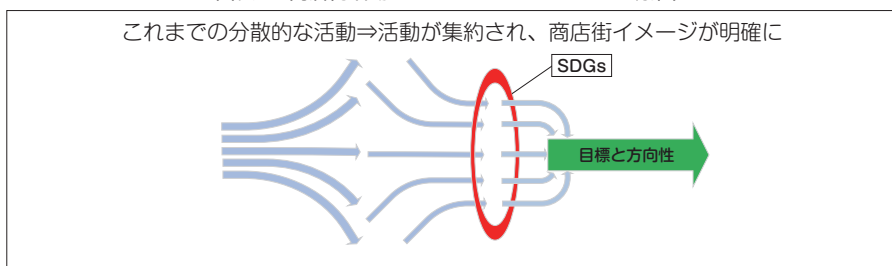 これまでの分散的な活動⇒活動が集約され、商店街イメージが明確に
SDGs
目標と方向性